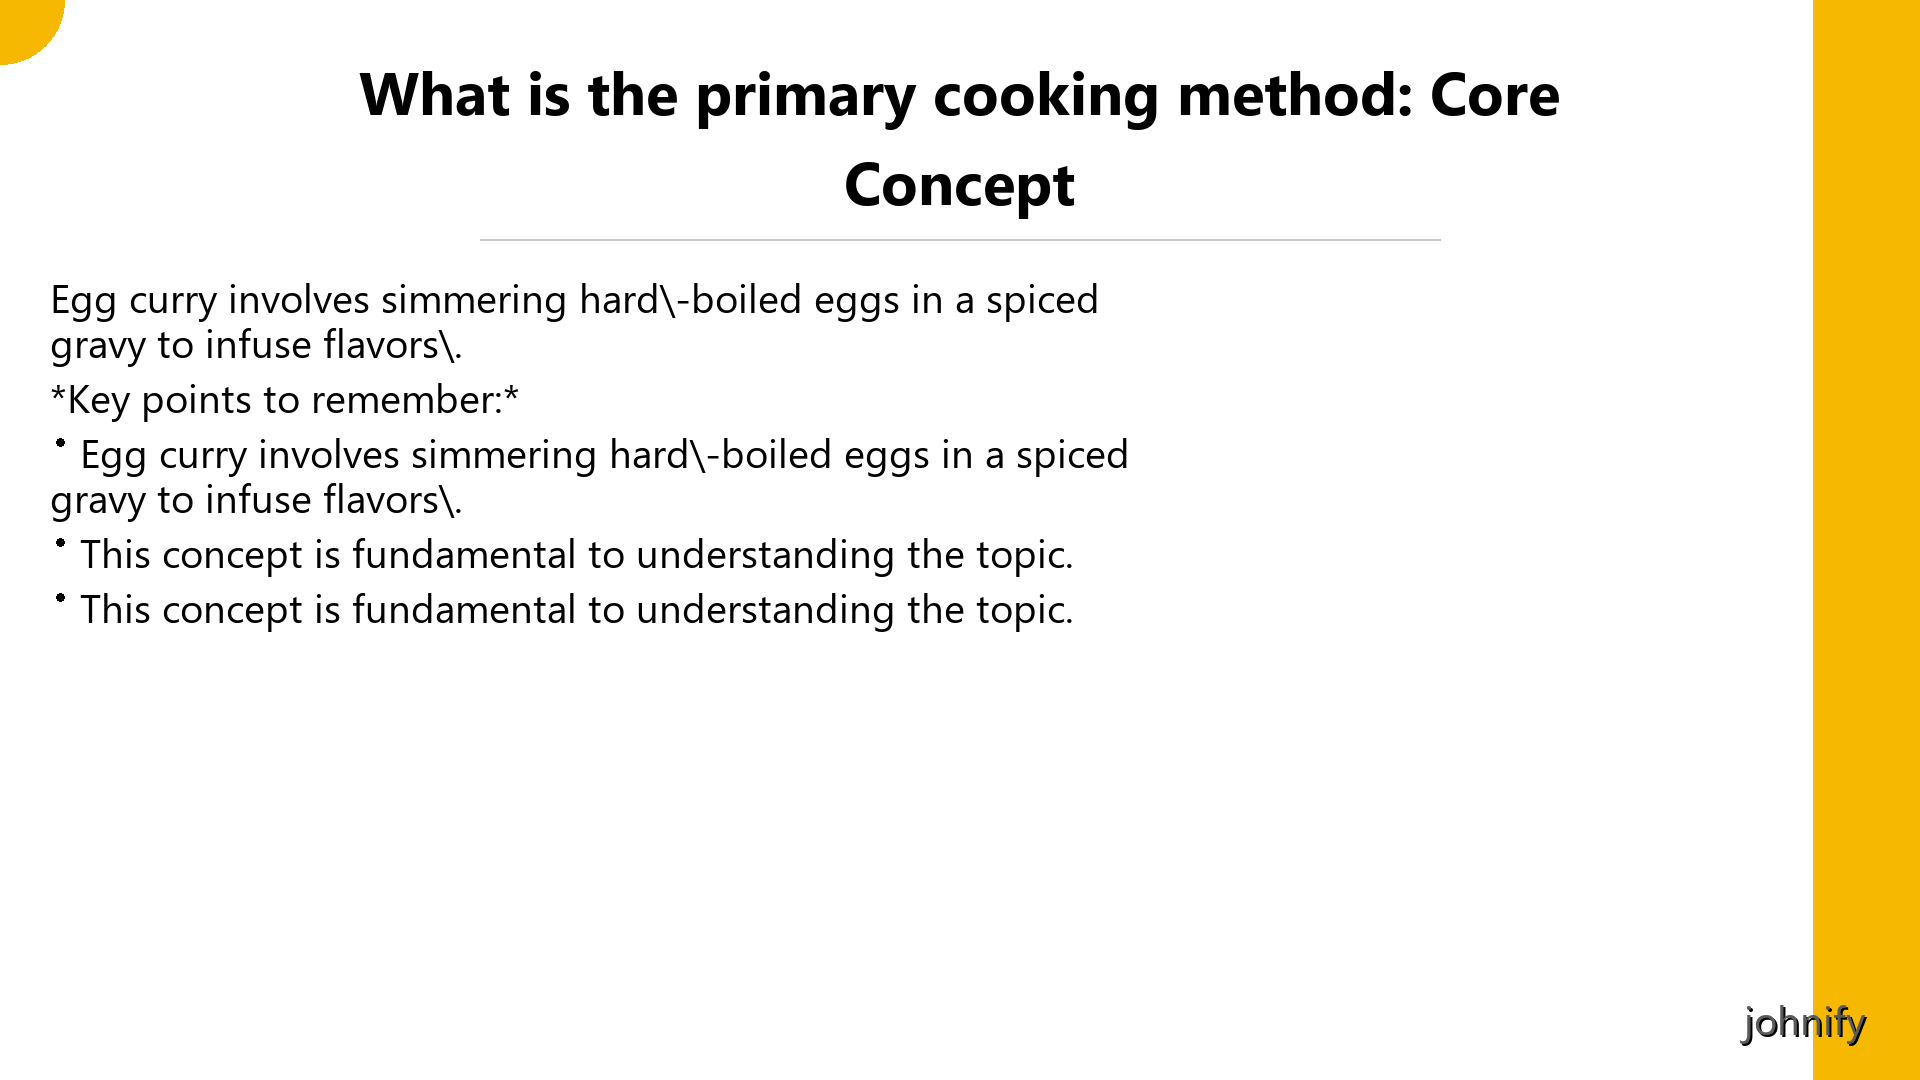 What is the primary cooking method: Core
Concept
Egg curry involves simmering hard\-boiled eggs in a spiced
gravy to infuse flavors\.
*Key points to remember:*
• Egg curry involves simmering hard\-boiled eggs in a spiced
gravy to infuse flavors\.
• This concept is fundamental to understanding the topic.
• This concept is fundamental to understanding the topic.
johnify